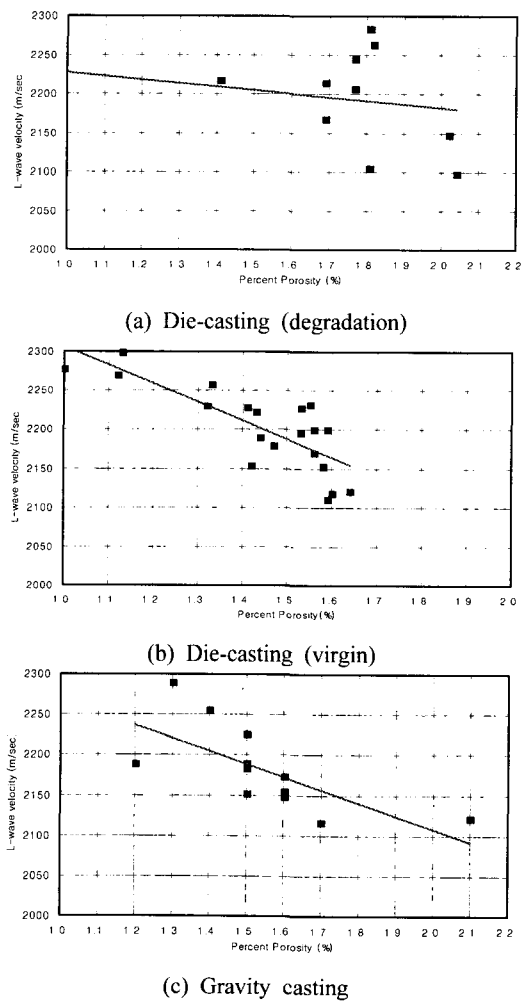 2300
2250
2200
2150
2100
2050
2000
L-wave velocity (m/sec)
1.0 1.1 1.2 1.3 1.4 1.5 1.6 1.7 1.8 1.9 2.0 2.1 2.2
Percent Porosity (%)
(a) Die-casting (degradation)
2300
2250
2200
2150
2100
2050
2000
L-wave velocity (m/sec
1.0 1.1 1.2 1.3 1.4 1.5 1.6 1.7 1.8 1.9 2.0
Percent Porosity (%)
(b) Die-casting (virgin)
2300
2250
2200
2150
2100
2050
2000
L-wave velocity (m/sec)
1.0 1.1 1.2 1.3 1.4 1.5 1.6 1.7 1.8 1.9 2.0 2.1 2.2
Percent Porosity (%)
(c) Gravity casting